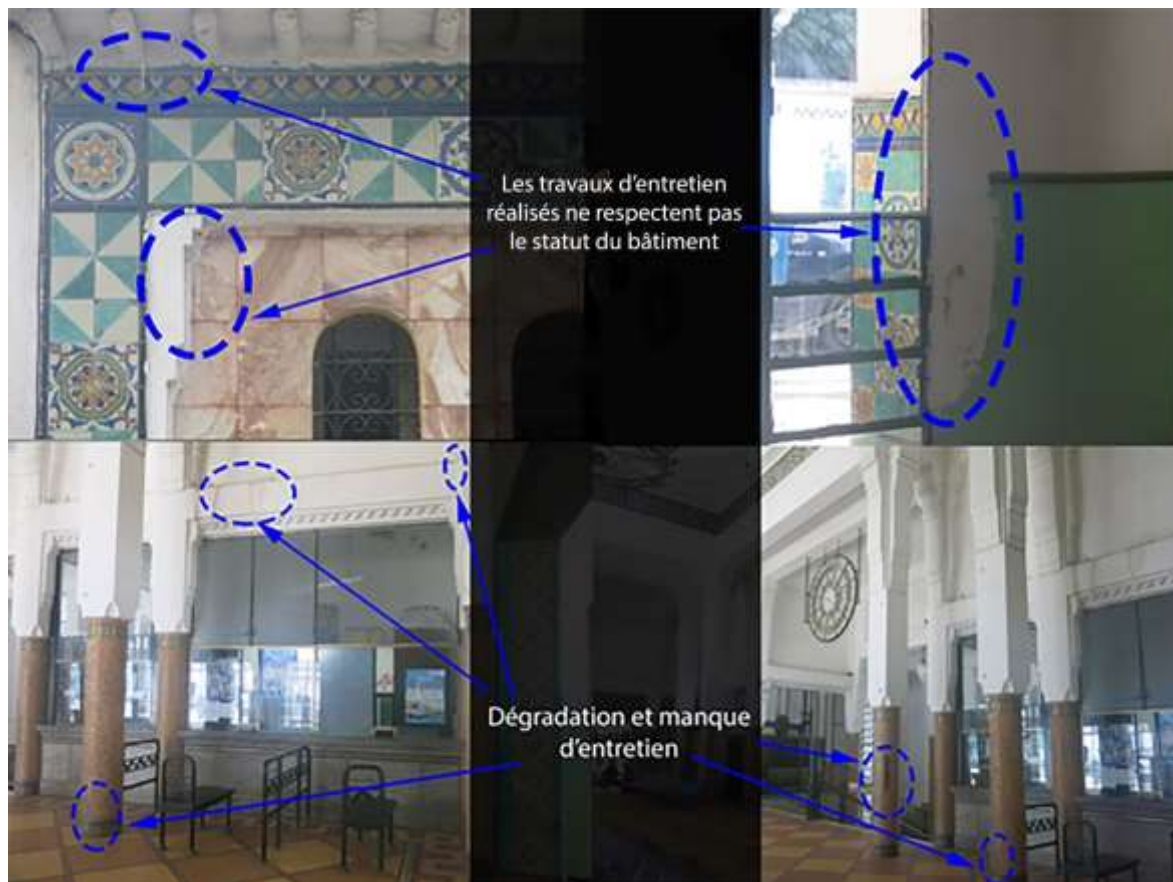 Les travaux d'entretien
réalisés ne respectent pas
le statut du bâtiment
Dégradation et manque
d'entretien